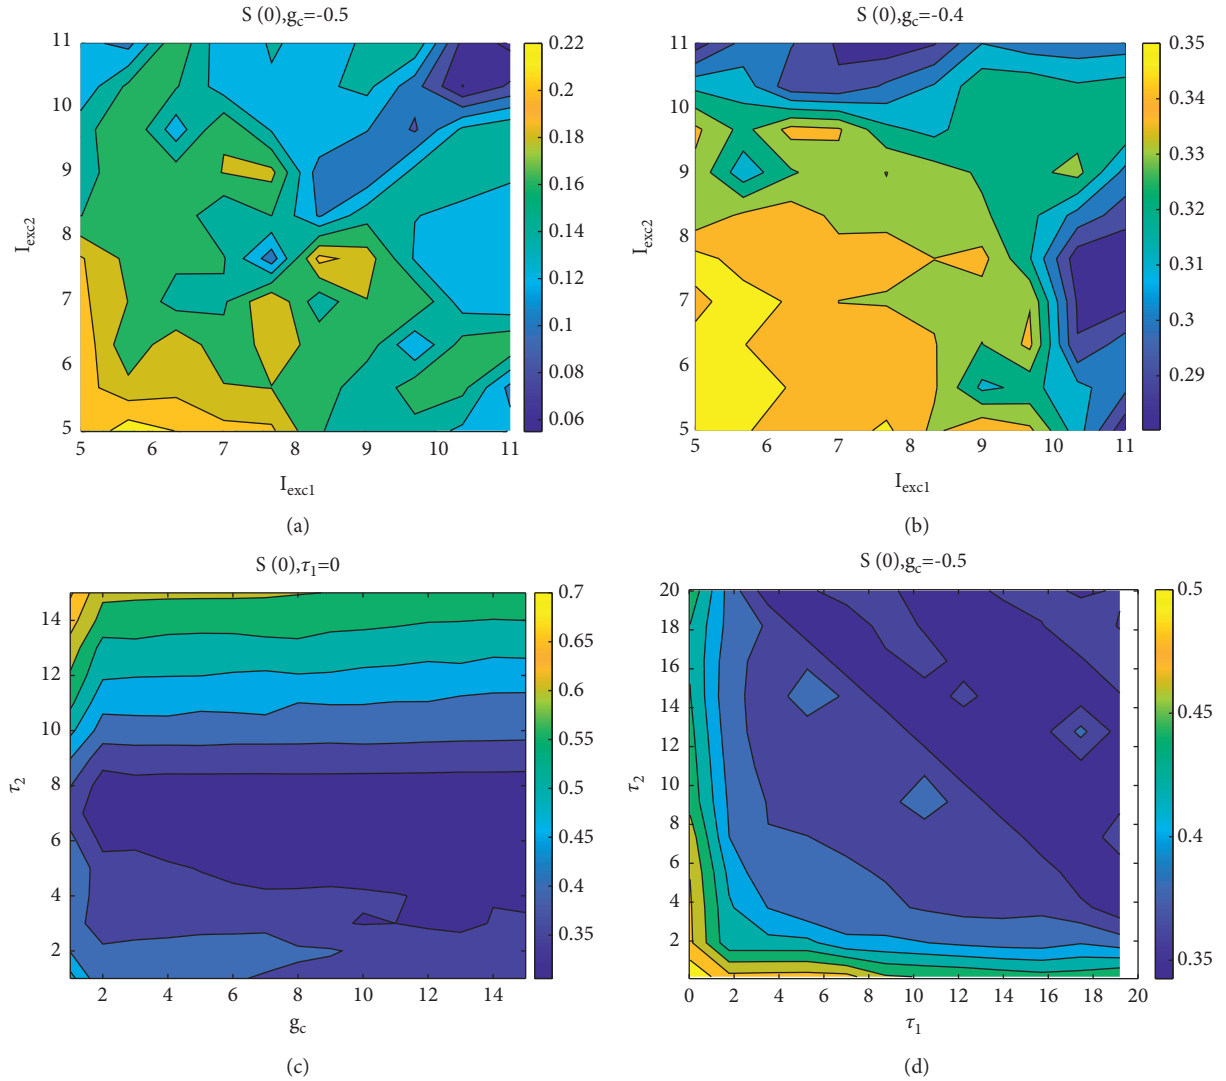 S (0),g_c=-0.5
11
10
9
8
7
6
5
I_exc2
5 6 7 8 9 10 11
I_exc1
0.22
0.2
0.18
0.16
0.14
0.12
0.1
0.08
0.06
(a)
S (0),g_c=-0.4
11
10
9
8
7
6
5
I_exc2
5 6 7 8 9 10 11
I_exc1
0.35
0.34
0.33
0.32
0.31
0.3
0.29
(b)
S (0),τ_1=0
14
12
10
8
6
4
2
τ_2
2 4 6 8 10 12 14
g_c
0.7
0.65
0.6
0.55
0.5
0.45
0.4
0.35
(c)
S (0),g_c=-0.5
20
18
16
14
12
10
8
6
4
2
τ_2
0 2 4 6 8 10 12 14 16 18 20
τ_1
0.5
0.45
0.4
0.35
(d)